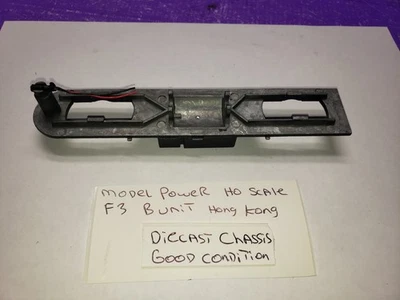 MODEL POWER HO SCALE
F3 B UNIT HONG KONG
DIECAST CHASSIS
GOOD CONDITION